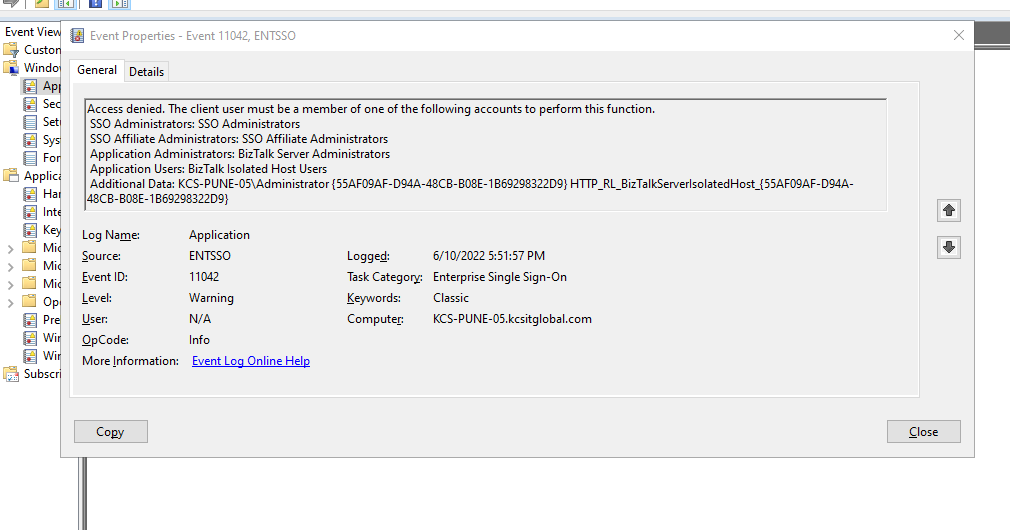 Event Properties - Event 11042, ENTSSO
Event View
Custon
Windo
App
Sec
Setu
Sys
For
Applica
Har
Inte
Key
Mic
Mic
Mic
Op
Pre
Win
Win
Subscri
General
Details
Access denied. The client user must be a member of one of the following accounts to perform this function.
SSO Administrators: SSO Administrators
SSO Affiliate Administrators: SSO Affiliate Administrators
Application Administrators: BizTalk Server Administrators
Application Users: BizTalk Isolated Host Users
Additional Data: KCS-PUNE-05\Administrator {55AF09AF-D94A-48CB-B08E-1B69298322D9} HTTP_RL_BizTalkServerIsolatedHost_{55AF09AF-D94A-
48CB-B08E-1B69298322D9}
Log Name: Application
Source: ENTSSO Logged: 6/10/2022 5:51:57 PM
Event ID: 11042 Task Category: Enterprise Single Sign-On
Level: Warning Keywords: Classic
User: N/A Computer: KCS-PUNE-05.kcsitglobal.com
OpCode: Info
More Information: Event Log Online Help
Copy
Close